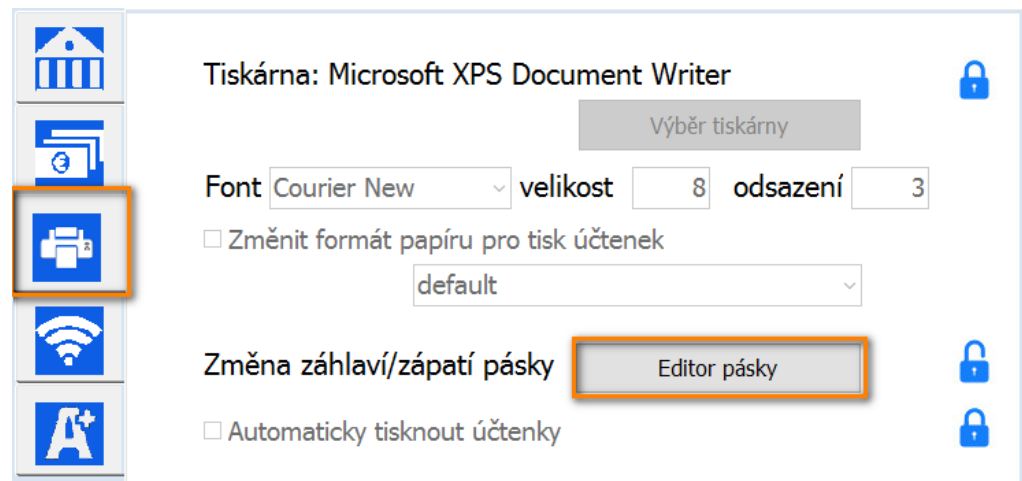 Tiskárna: Microsoft XPS Document Writer
Výběr tiskárny
Font Courier New velikost 8 odsazení 3
Změnit formát papíru pro tisk účtenek
default
Změna záhlaví/zápatí pásky Editor pásky
Automaticky tisknout účtenky